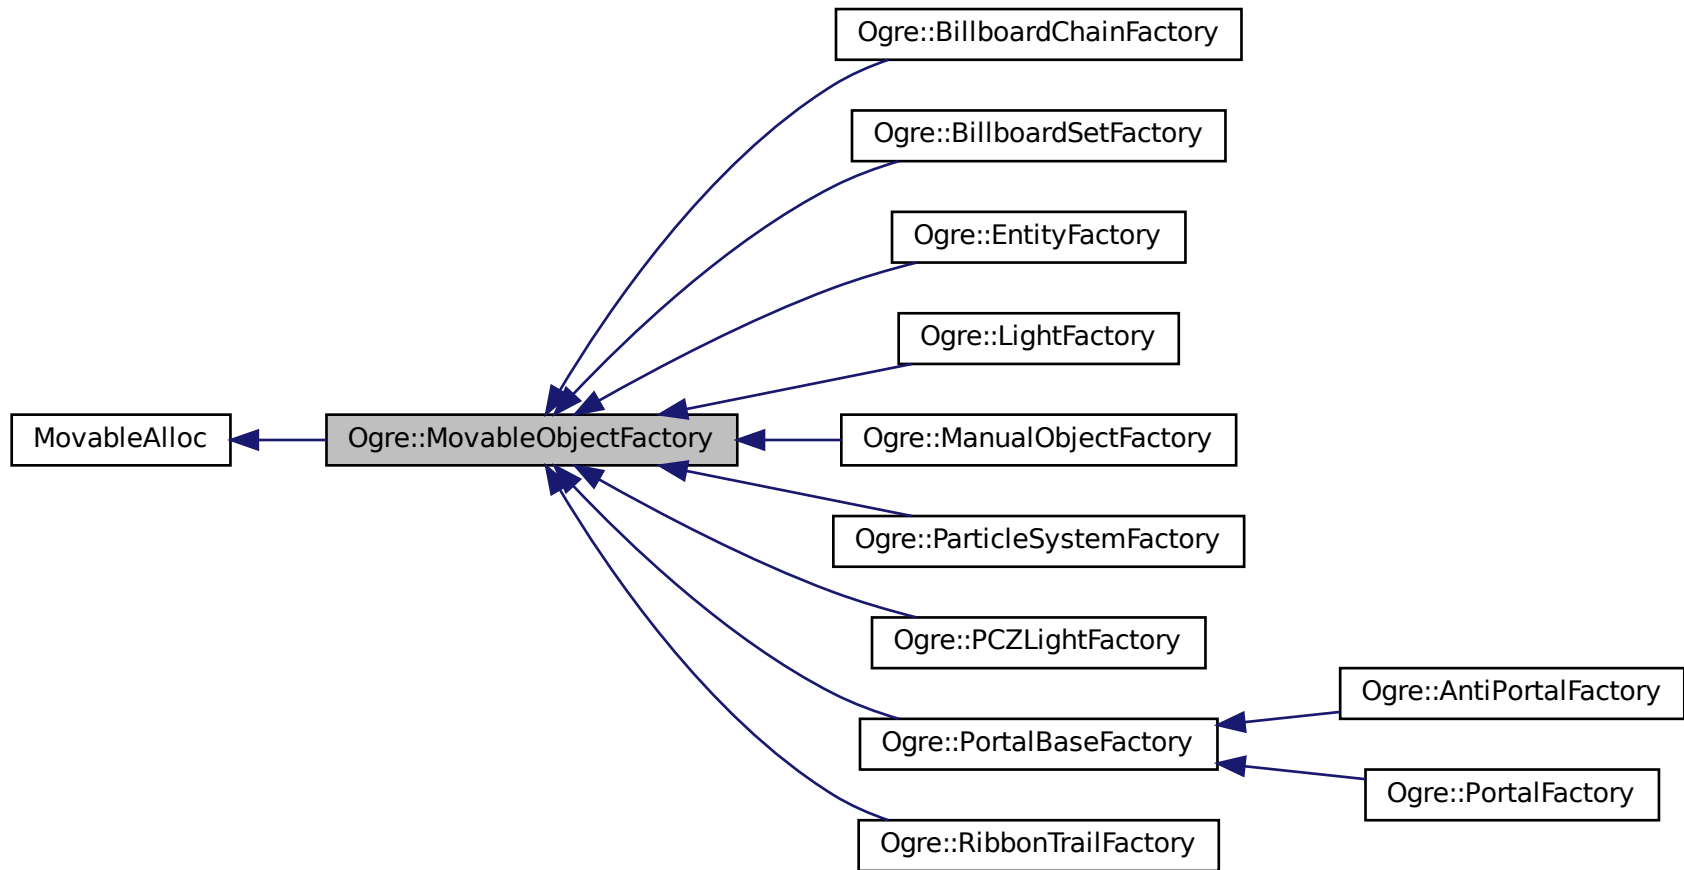 Ogre::BillboardChainFactory
Ogre::BillboardSetFactory
Ogre::EntityFactory
Ogre::LightFactory
MovableAlloc
Ogre::MovableObjectFactory
Ogre::ManualObjectFactory
Ogre::ParticleSystemFactory
Ogre::PCZLightFactory
Ogre::AntiPortalFactory
Ogre::PortalBaseFactory
Ogre::PortalFactory
Ogre::RibbonTrailFactory